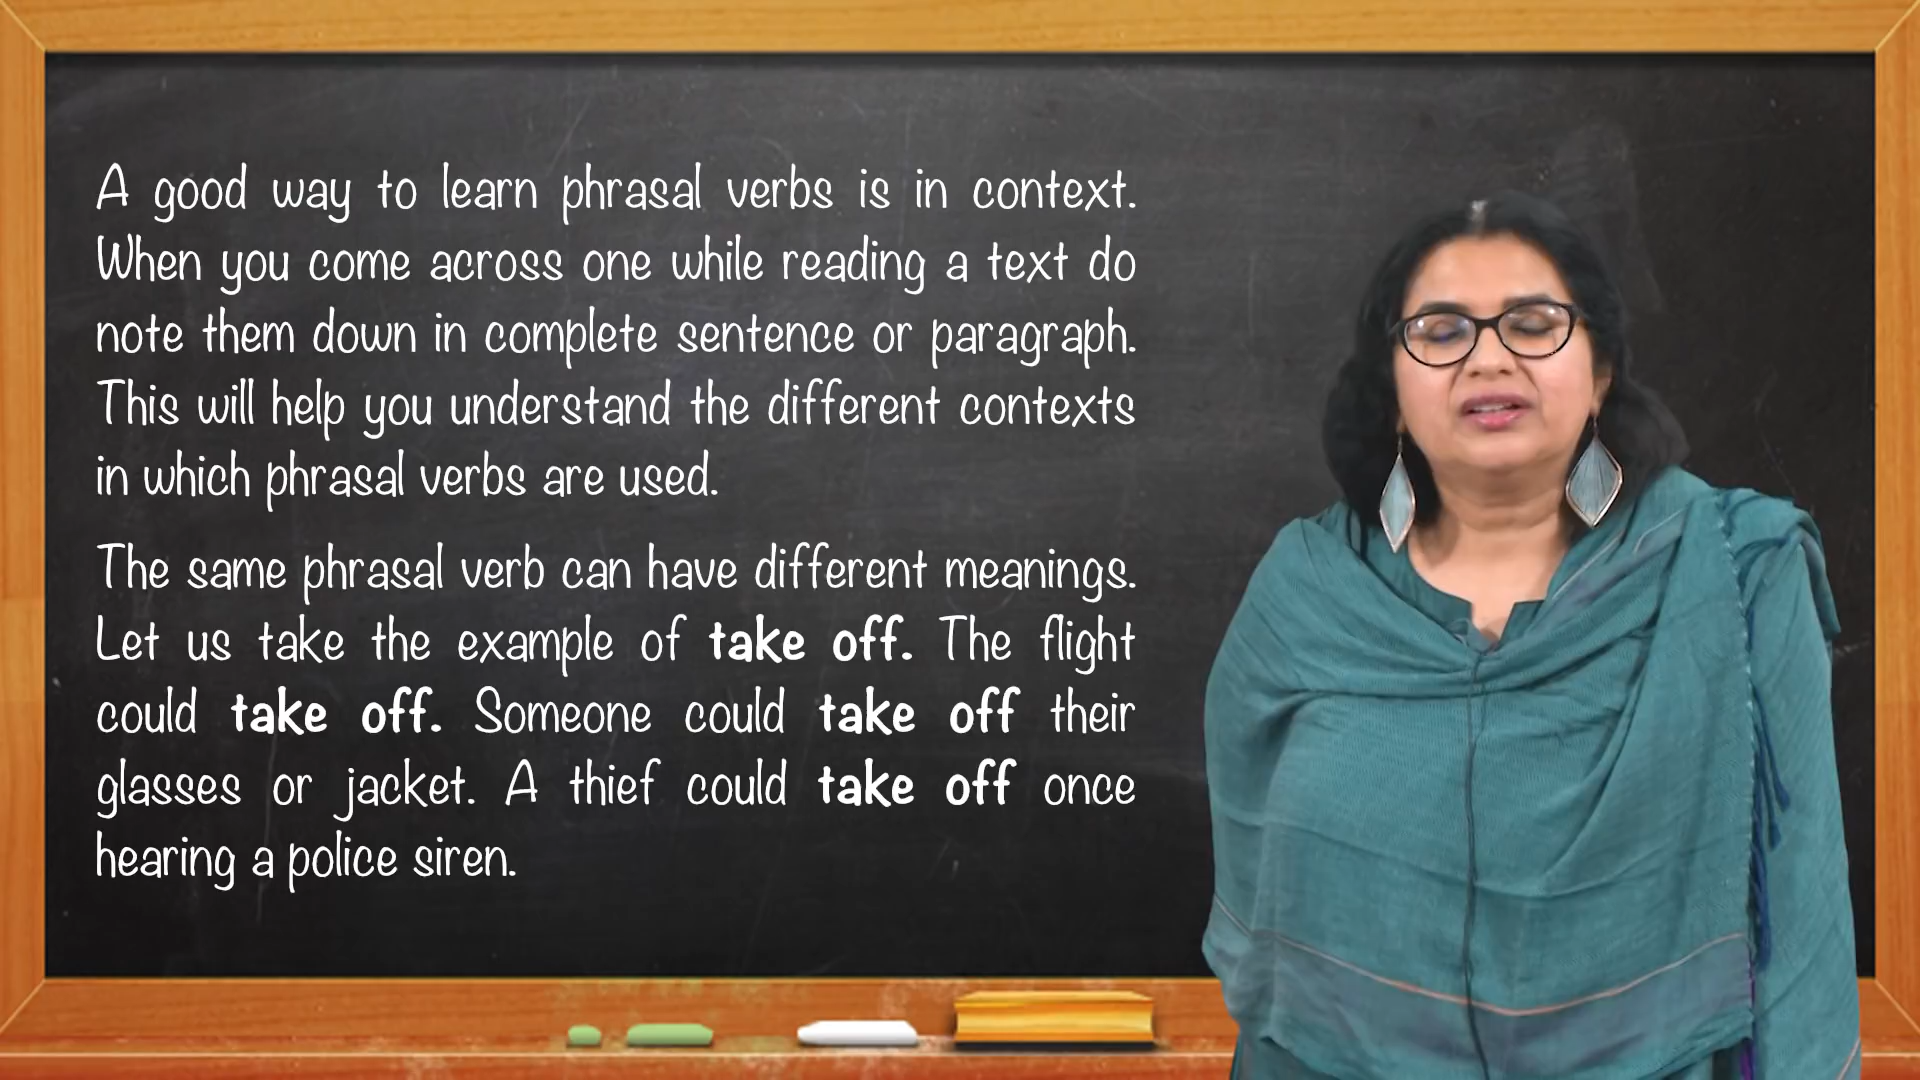 A good way to learn phrasal verbs is in context.
When you come across one while reading a text do
note them down in complete sentence or paragraph.
This will help you understand the different contexts
in which phrasal verbs are used.
The same phrasal verb can have different meanings.
Let us take the example of take off. The flight
could take off. Someone could take off their
glasses or jacket. A thief could take off once
hearing a police siren.